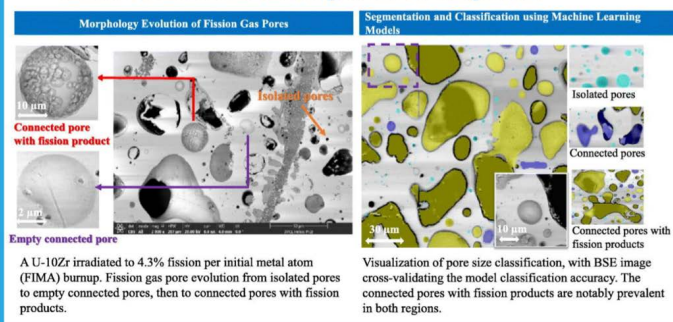 Morphology Evolution of Fission Gas Pores
10 µm
Connected pore
with fission product
2 µm
Empty connected pore
Isolated pores
A U-10Zr irradiated to 4.3% fission per initial metal atom
(FIMA) burnup. Fission gas pore evolution from isolated pores
to empty connected pores, then to connected pores with fission
products.
Segmentation and Classification using Machine Learning
Models
30 µm
10 µm
Isolated pores
Connected pores
Connected pores with
fission products
Visualization of pore size classification, with BSE image
cross-validating the model classification accuracy. The
connected pores with fission products are notably prevalent
in both regions.